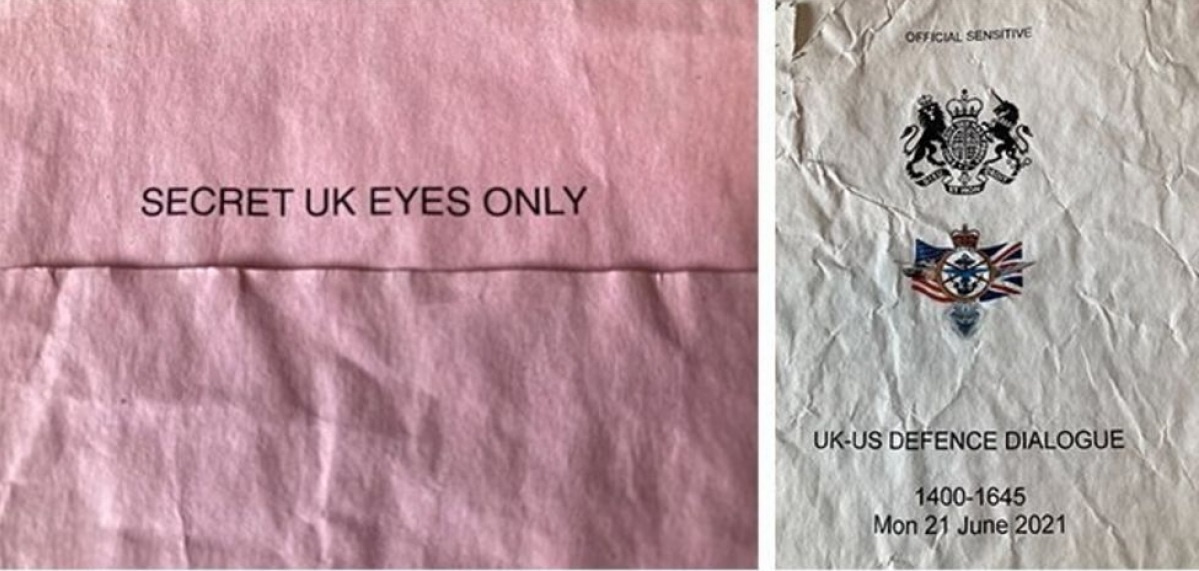 SECRET UK EYES ONLY
OFFICIAL SENSITIVE
UK-US DEFENCE DIALOGUE
1400-1645
Mon 21 June 2021